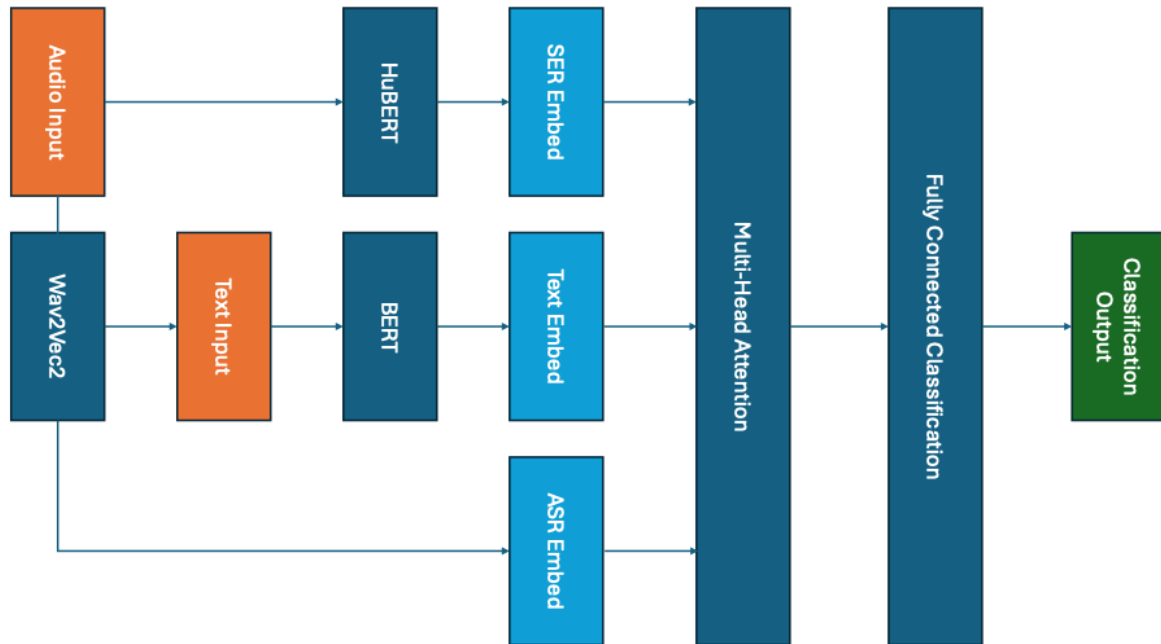 Audio Input
HuBERT
SER Embed
Wav2Vec2
Text Input
BERT
Text Embed
ASR Embed
Multi-Head Attention
Fully Connected Classification
Classification
Output